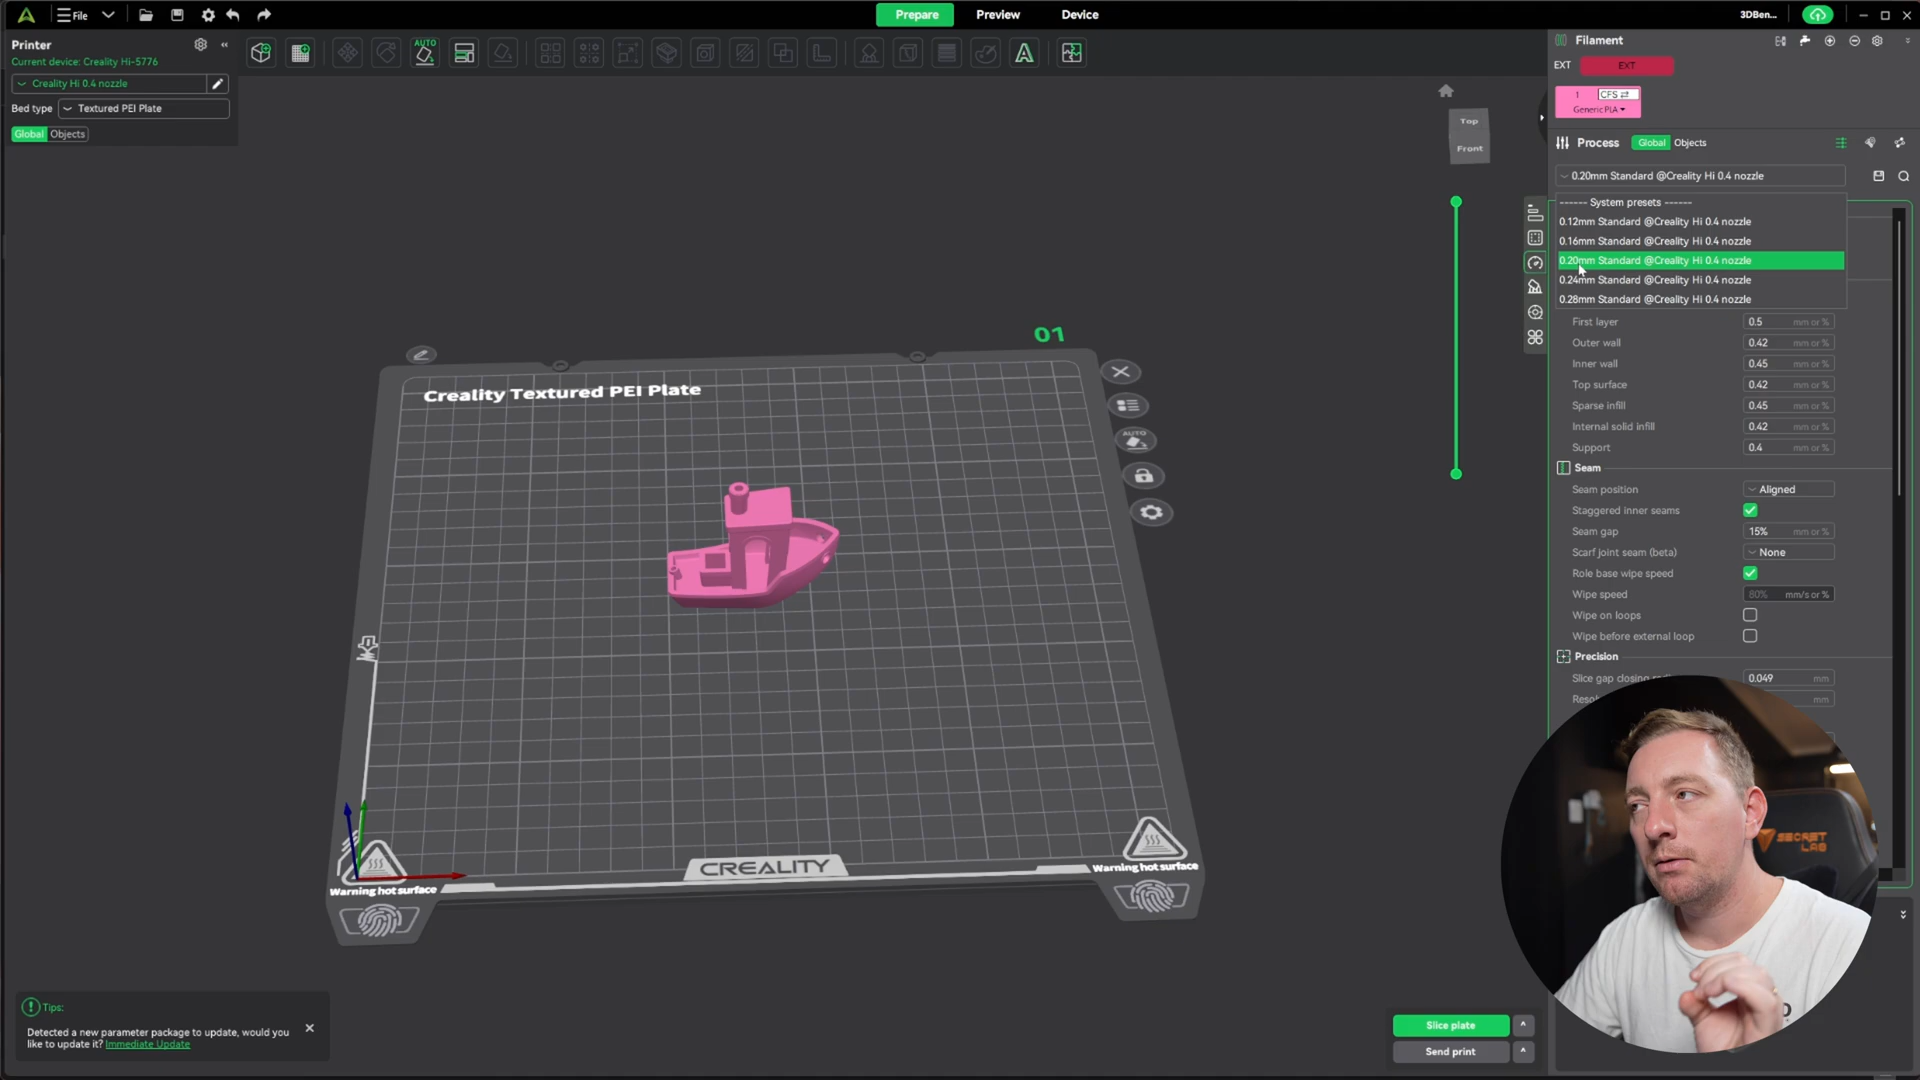 File
Prepare
Preview
Device
3DBen...
Printer
Current device: Creality Hi-5776
Creality Hi 0.4 nozzle
Bed type
Textured PEI Plate
Global
Objects
AUTO
Top
Front
01
Creality Textured PEI Plate
AUTO
CREALITY
Warning hot surface
Warning hot surface
Tips:
Detected a new parameter package to update, would you
like to update it? Immediate Update
Slice plate
Send print
Filament
EXT
EXT
1
CFS
Generic PLA
Process
Global
Objects
0.20mm Standard @Creality Hi 0.4 nozzle
------ System presets ------
0.12mm Standard @Creality Hi 0.4 nozzle
0.16mm Standard @Creality Hi 0.4 nozzle
0.20mm Standard @Creality Hi 0.4 nozzle
0.24mm Standard @Creality Hi 0.4 nozzle
0.28mm Standard @Creality Hi 0.4 nozzle
First layer 0.5 mm or %
Outer wall 0.42 mm or %
Inner wall 0.45 mm or %
Top surface 0.42 mm or %
Sparse infill 0.45 mm or %
Internal solid infill 0.42 mm or %
Support 0.4 mm or %
Seam
Seam position Aligned
Staggered inner seams
Seam gap 15% mm or %
Scarf joint seam (beta) None
Role base wipe speed
Wipe speed 80% mm/s or %
Wipe on loops
Wipe before external loop
Precision
Slice gap closing 0.049 mm
mm
SECRET
LAB